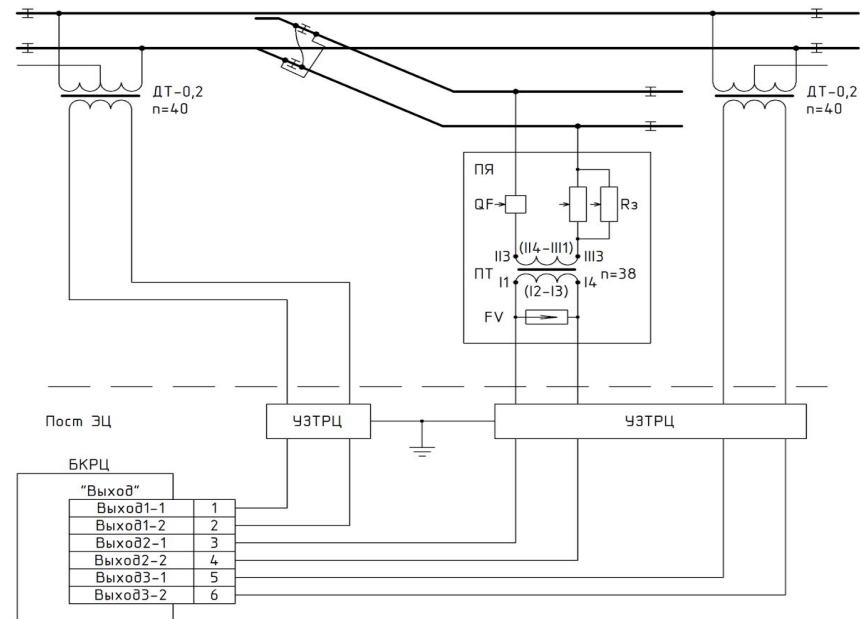 ДТ-0,2
n=40
ДТ-0,2
n=40
ПЯ
QF
Rз
II3
(II4-III1)
III3
ПТ
n=38
I1
(I2-I3)
I4
FV
Пост ЭЦ
УЗТРЦ
УЗТРЦ
БКРЦ
"Выход"
Выход1-1 1
Выход1-2 2
Выход2-1 3
Выход2-2 4
Выход3-1 5
Выход3-2 6